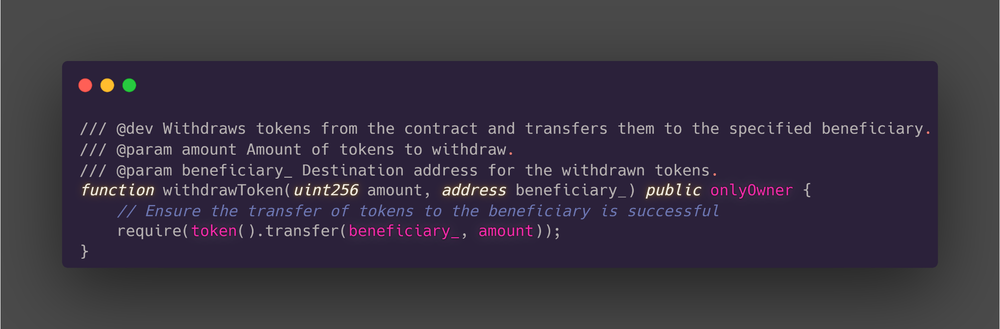 /// @dev Withdraws tokens from the contract and transfers them to the specified beneficiary.
/// @param amount Amount of tokens to withdraw.
/// @param beneficiary_ Destination address for the withdrawn tokens.
function withdrawToken(uint256 amount, address beneficiary_) public onlyOwner {
    // Ensure the transfer of tokens to the beneficiary is successful
    require(token().transfer(beneficiary_, amount));
}